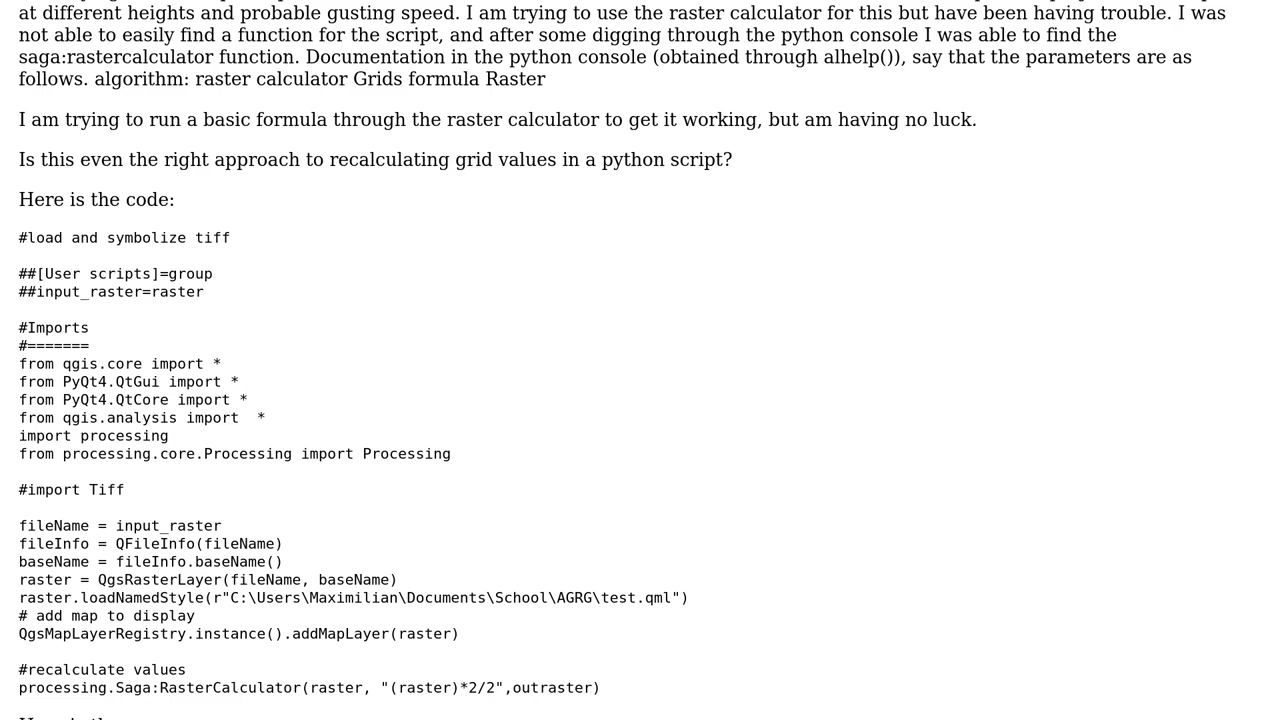 at different heights and probable gusting speed. I am trying to use the raster calculator for this but have been having trouble. I was
not able to easily find a function for the script, and after some digging through the python console I was able to find the
saga:rastercalculator function. Documentation in the python console (obtained through alhelp()), say that the parameters are as
follows. algorithm: raster calculator Grids formula Raster
I am trying to run a basic formula through the raster calculator to get it working, but am having no luck.
Is this even the right approach to recalculating grid values in a python script?
Here is the code:
#load and symbolize tiff
##[User scripts]=group
##input_raster=raster
#Imports
#=======
from qgis.core import *
from PyQt4.QtGui import *
from PyQt4.QtCore import *
from qgis.analysis import  *
import processing
from processing.core.Processing import Processing
#import Tiff
fileName = input_raster
fileInfo = QFileInfo(fileName)
baseName = fileInfo.baseName()
raster = QgsRasterLayer(fileName, baseName)
raster.loadNamedStyle(r"C:\Users\Maximilian\Documents\School\AGRG\test.qml")
# add map to display
QgsMapLayerRegistry.instance().addMapLayer(raster)
#recalculate values
processing.Saga:RasterCalculator(raster, "(raster)*2/2",outraster)